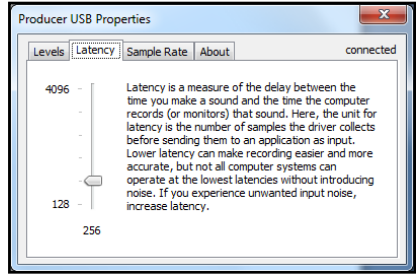 Producer USB Properties
Levels Latency Sample Rate About connected
4096
Latency is a measure of the delay between the
time you make a sound and the time the computer
records (or monitors) that sound. Here, the unit for
latency is the number of samples the driver collects
before sending them to an application as input.
Lower latency can make recording easier and more
accurate, but not all computer systems can
operate at the lowest latencies without introducing
noise. If you experience unwanted input noise,
increase latency.
128
256